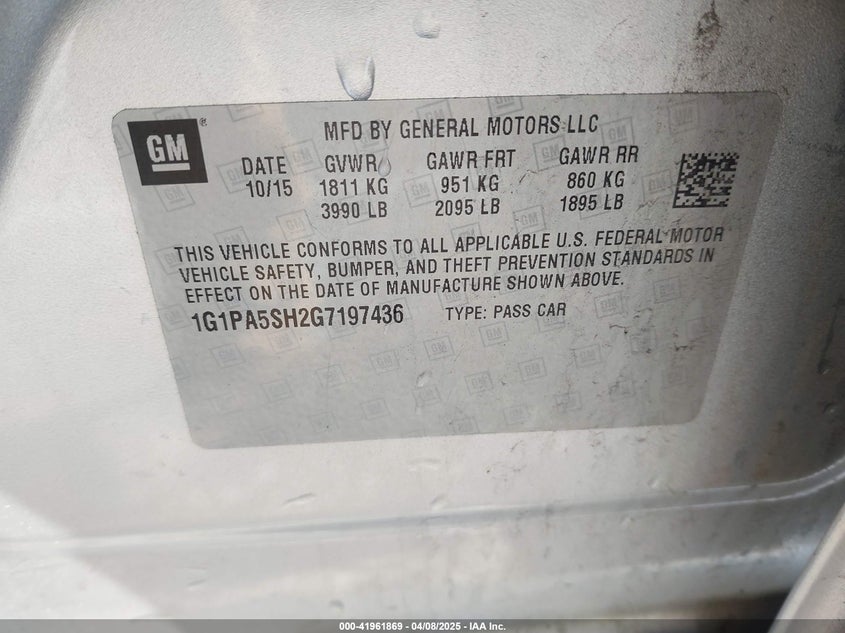 GM®
MFD BY GENERAL MOTORS LLC
DATE GVWR GAWR FRT GAWR RR
10/15 1811 KG 951 KG 860 KG
3990 LB 2095 LB 1895 LB
THIS VEHICLE CONFORMS TO ALL APPLICABLE U.S. FEDERAL MOTOR
VEHICLE SAFETY, BUMPER, AND THEFT PREVENTION STANDARDS IN
EFFECT ON THE DATE OF MANUFACTURE SHOWN ABOVE.
1G1PA5SH2G7197436 TYPE: PASS CAR
000-41961869 - 04/08/2025 - IAA Inc.